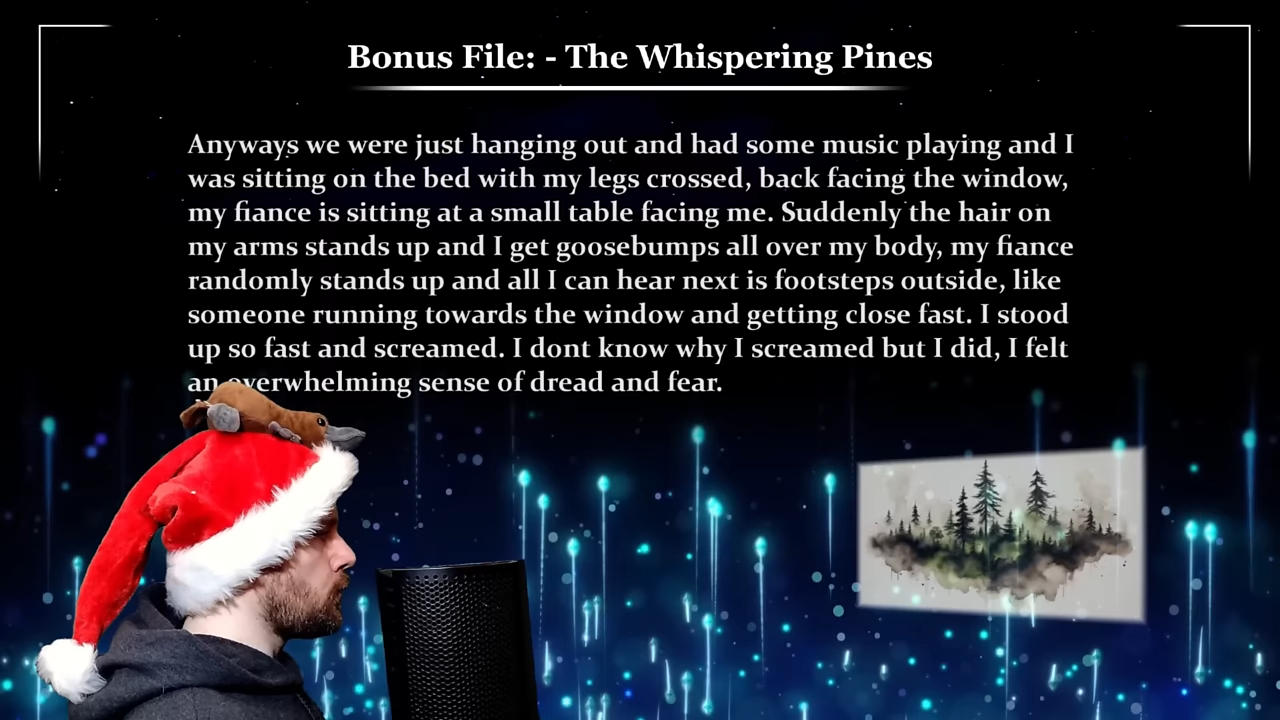 Bonus File: - The Whispering Pines
Anyways we were just hanging out and had some music playing and I
was sitting on the bed with my legs crossed, back facing the window,
my fiance is sitting at a small table facing me. Suddenly the hair on
my arms stands up and I get goosebumps all over my body, my fiance
randomly stands up and all I can hear next is footsteps outside, like
someone running towards the window and getting close fast. I stood
up so fast and screamed. I dont know why I screamed but I did, I felt
an overwhelming sense of dread and fear.